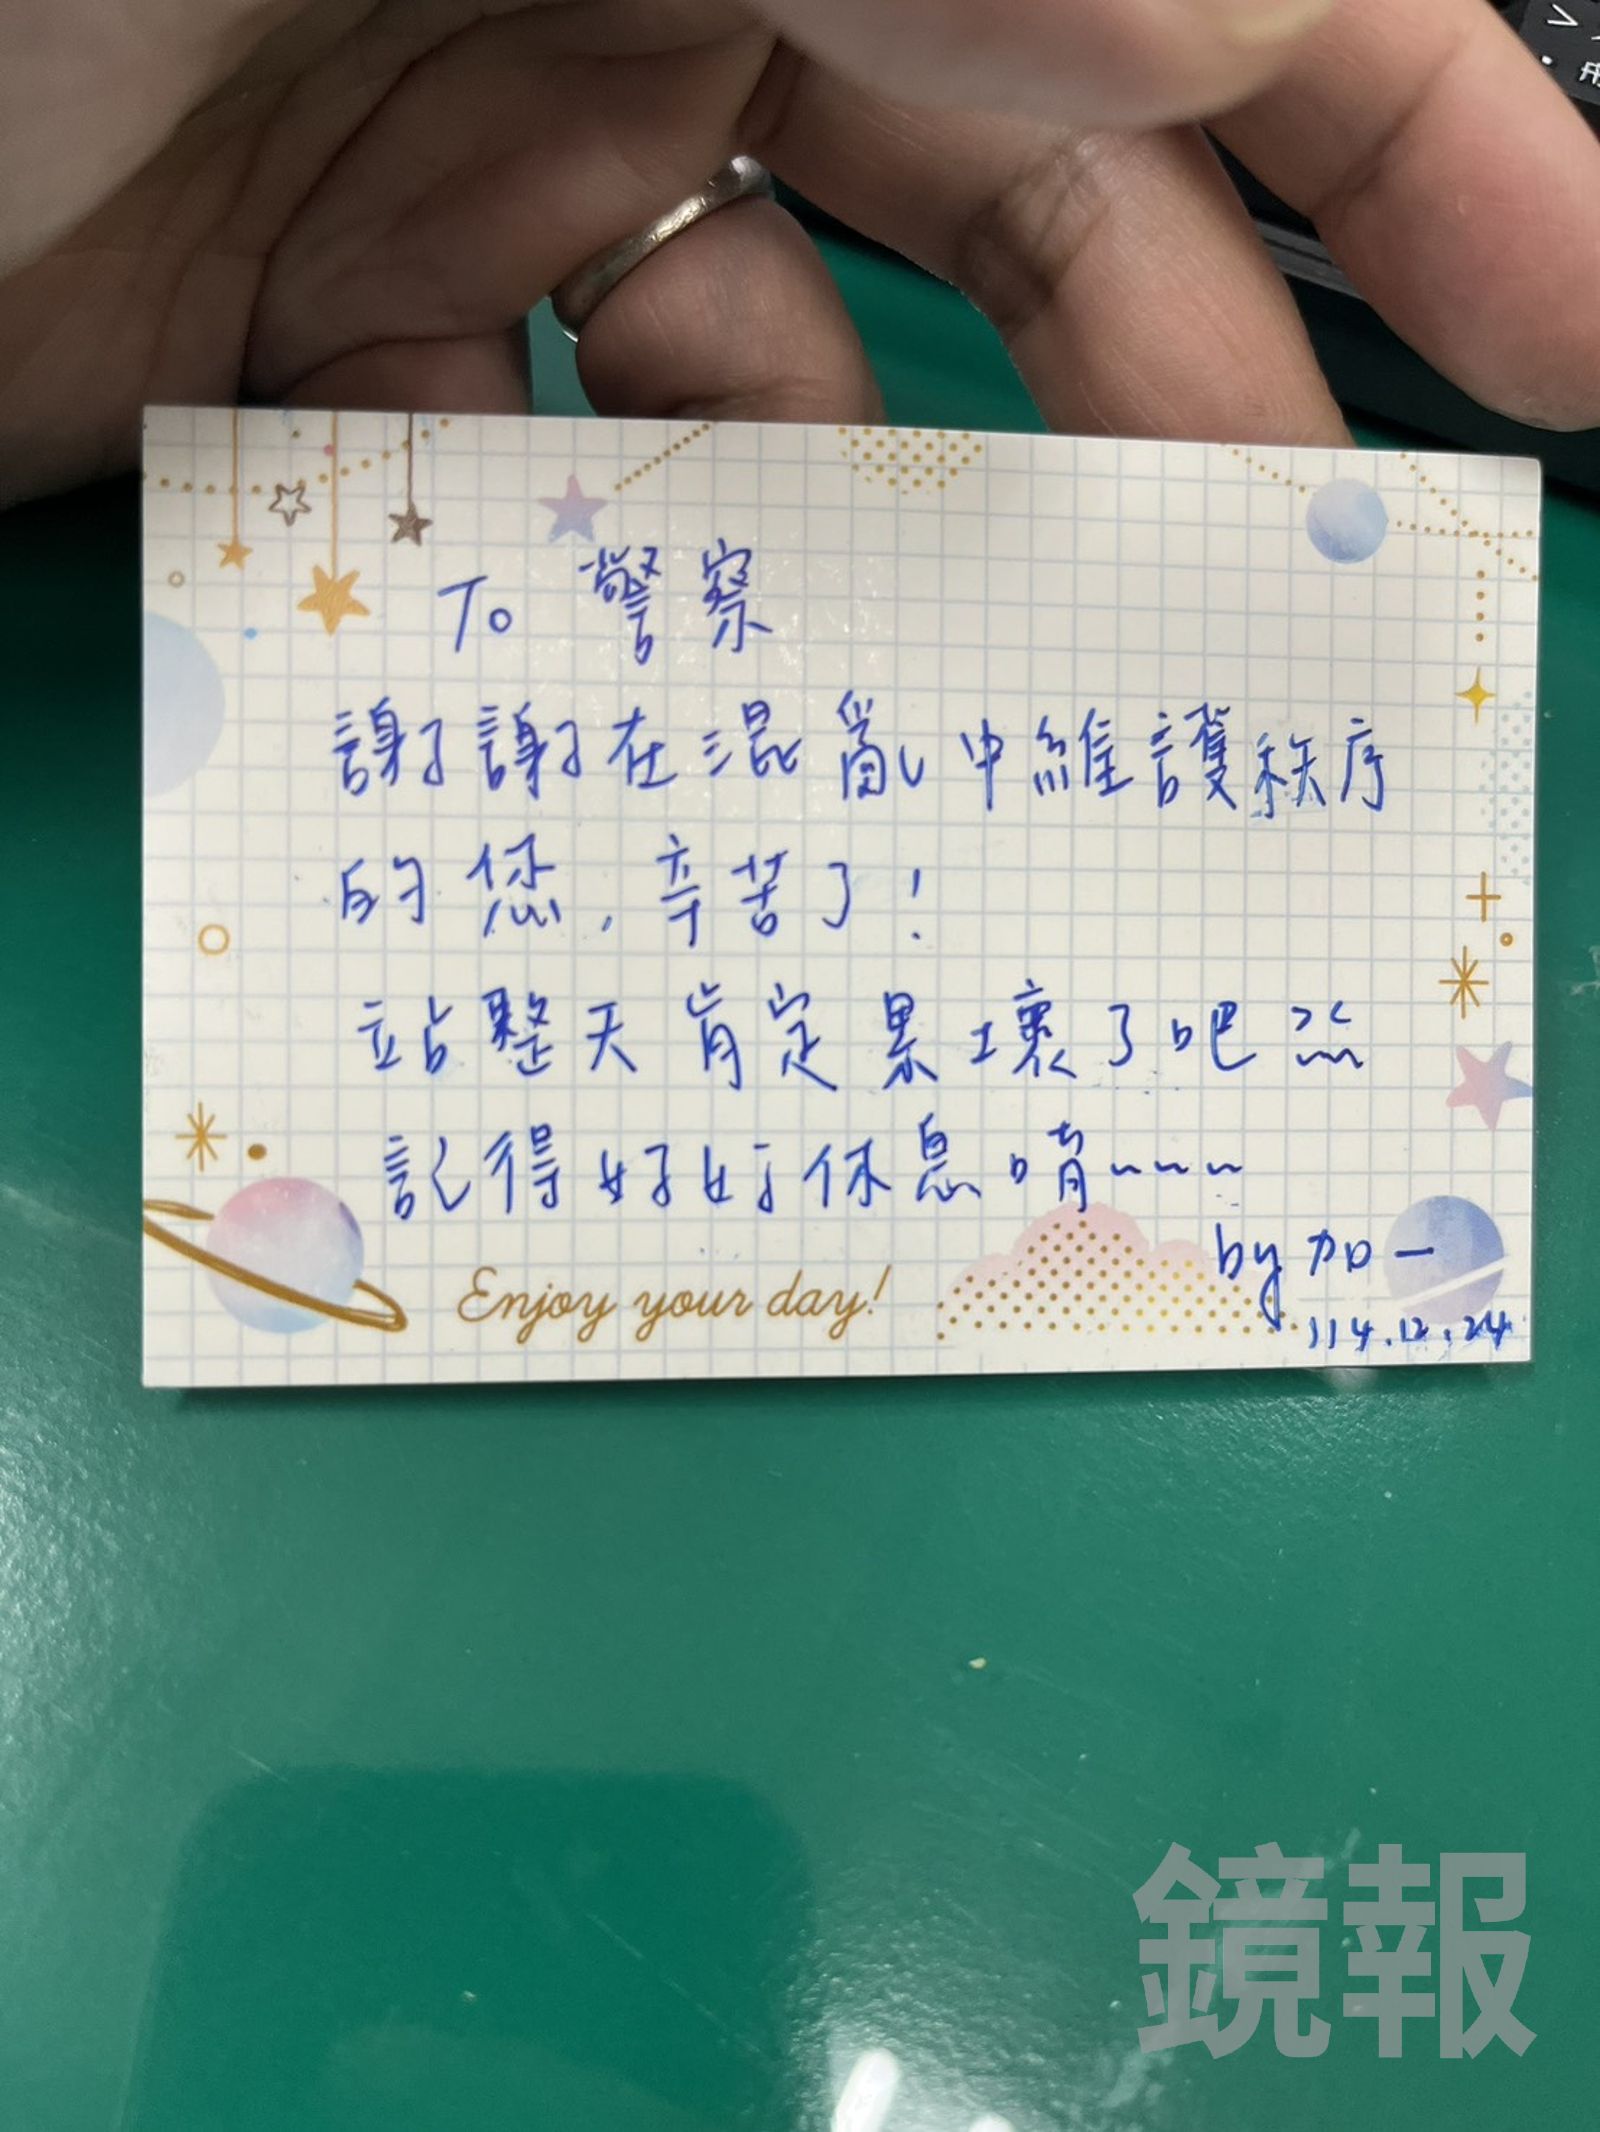 To 警察
謝謝在混亂中維護秩序
的您,辛苦了!
站整天肯定累壞了吧
記得好好休息唷~~~
by 加一
114.12.24
Enjoy your day!
鏡報